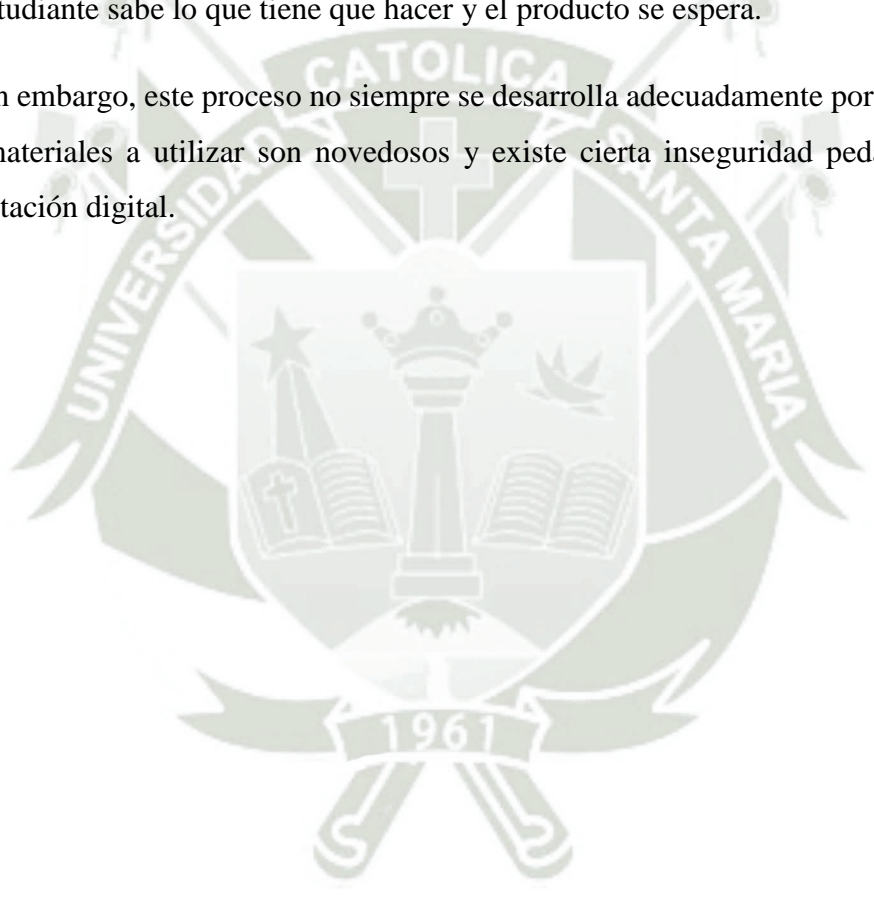 tudiante sabe lo que tiene que hacer y el producto se espera.
n embargo, este proceso no siempre se desarrolla adecuadamente por
materiales a utilizar son novedosos y existe cierta inseguridad peda
tación digital.
UNIVERSIDAD CATOLICA SANTA MARIA
1961